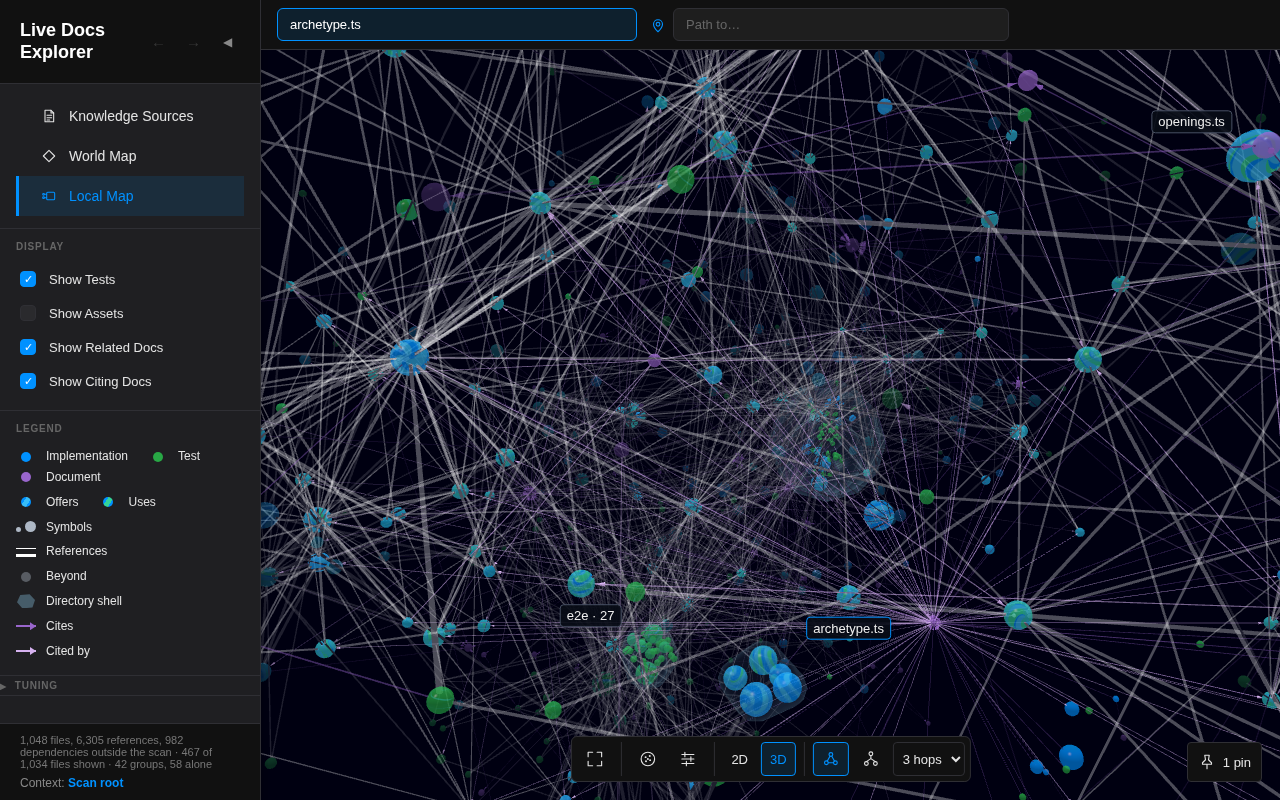 Live Docs
Explorer
archetype.ts
Path to…
Knowledge Sources
World Map
Local Map
DISPLAY
Show Tests
Show Assets
Show Related Docs
Show Citing Docs
LEGEND
Implementation
Test
Document
Offers
Uses
Symbols
References
Beyond
Directory shell
Cites
Cited by
TUNING
1,048 files, 6,305 references, 982
dependencies outside the scan · 467 of
1,034 files shown · 42 groups, 58 alone
Context: Scan root
openings.ts
e2e · 27
archetype.ts
2D
3D
3 hops
1 pin